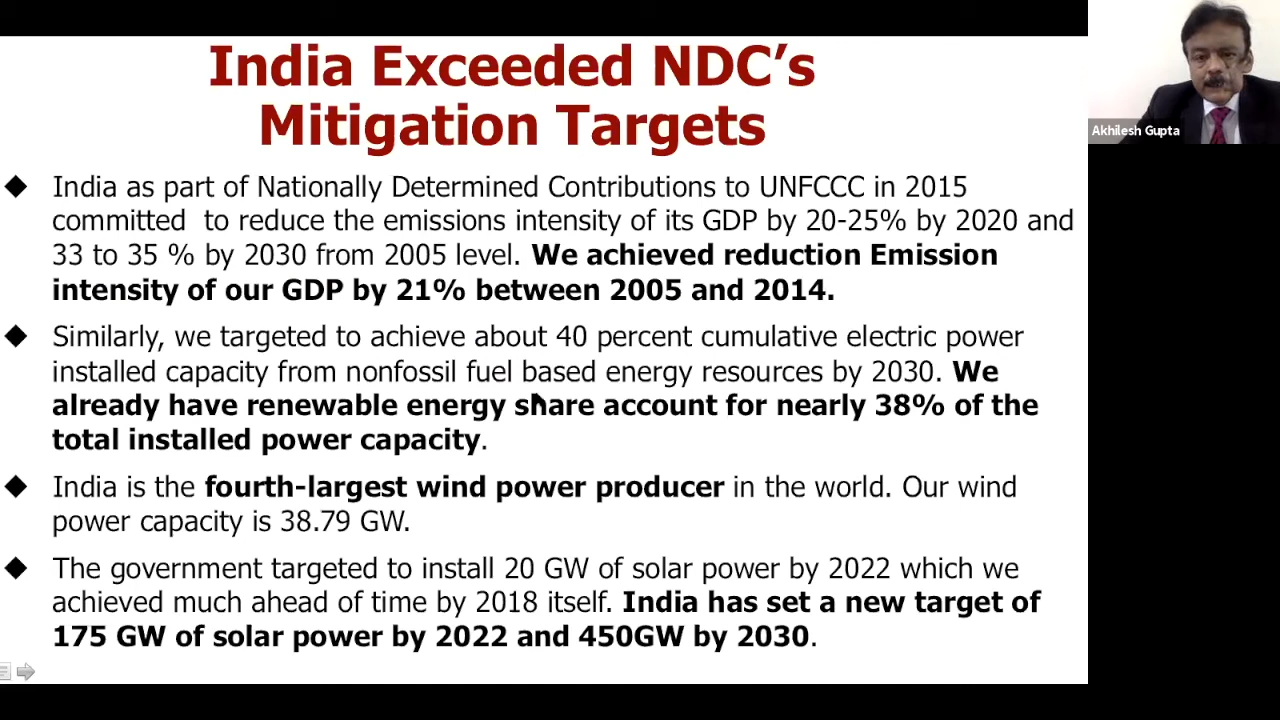 India Exceeded NDC’s
Mitigation Targets
India as part of Nationally Determined Contributions to UNFCCC in 2015
committed to reduce the emissions intensity of its GDP by 20-25% by 2020 and
33 to 35 % by 2030 from 2005 level. We achieved reduction Emission
intensity of our GDP by 21% between 2005 and 2014.
Similarly, we targeted to achieve about 40 percent cumulative electric power
installed capacity from nonfossil fuel based energy resources by 2030. We
already have renewable energy share account for nearly 38% of the
total installed power capacity.
India is the fourth-largest wind power producer in the world. Our wind
power capacity is 38.79 GW.
The government targeted to install 20 GW of solar power by 2022 which we
achieved much ahead of time by 2018 itself. India has set a new target of
175 GW of solar power by 2022 and 450GW by 2030.
Akhilesh Gupta